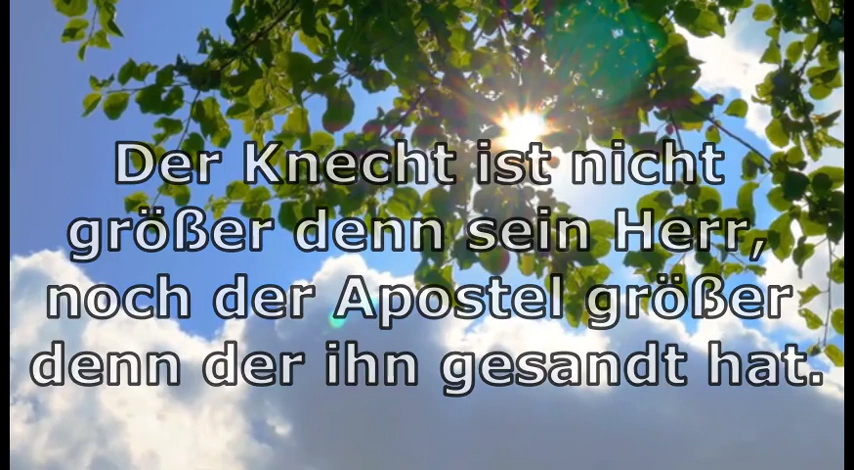 Der Knecht ist nicht
größer denn sein Herr,
noch der Apostel größer
denn der ihn gesandt hat.